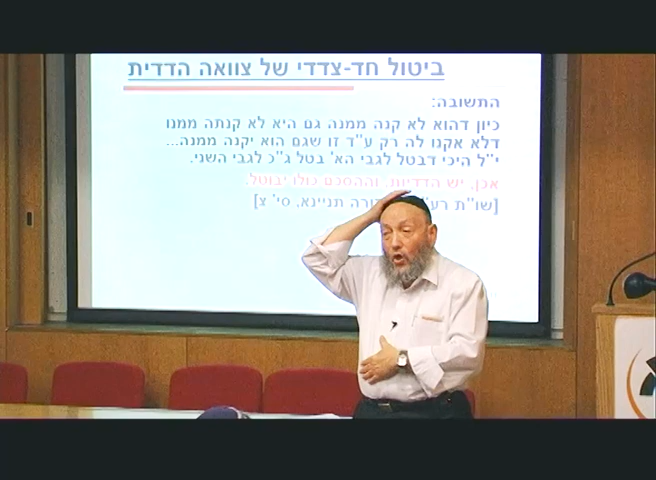 ביטול חד-צדדי של צוואה הדדית
התשובה:
כיון דהוא לא קנה ממנה גם היא לא קנתה ממנו
דלא אקנו לה רק ע"ד זו שגם הוא יקנה ממנה...
י"ל היכי דבטל לגבי הא' בטל ג"כ לגבי השני.
אכן, יש הדדיות, וההסכם כולו יבוטל.
[שו"ת תניינא, סי' צ]